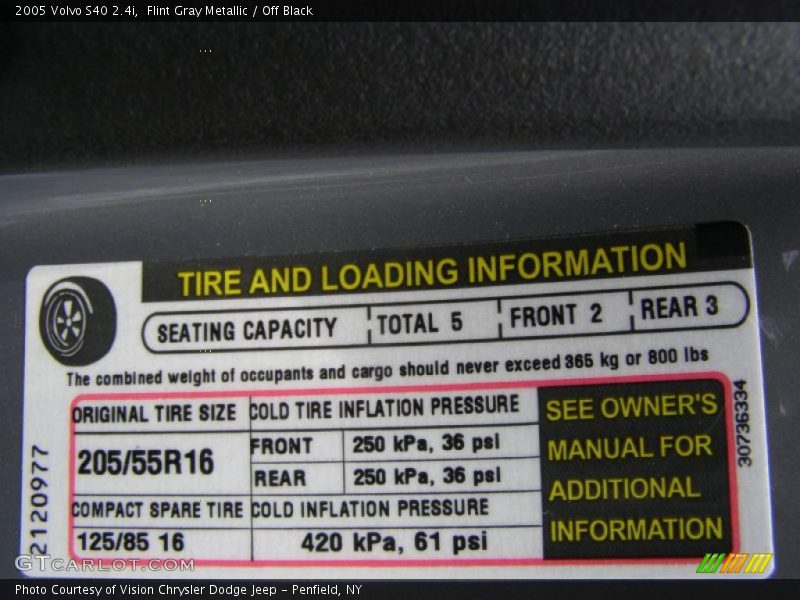 2005 Volvo S40 2.4i,  Flint Gray Metallic / Off Black
TIRE AND LOADING INFORMATION
SEATING CAPACITY TOTAL 5 FRONT 2 REAR 3
The combined weight of occupants and cargo should never exceed 365 kg or 800 lbs
ORIGINAL TIRE SIZE COLD TIRE INFLATION PRESSURE
205/55R16
FRONT 250 kPa, 36 psi
REAR 250 kPa, 36 psi
COMPACT SPARE TIRE COLD INFLATION PRESSURE
125/85 16 420 kPa, 61 psi
SEE OWNER'S
MANUAL FOR
ADDITIONAL
INFORMATION
2120977
30736334
GTCARLOT.COM
Photo Courtesy of Vision Chrysler Dodge Jeep - Penfield, NY